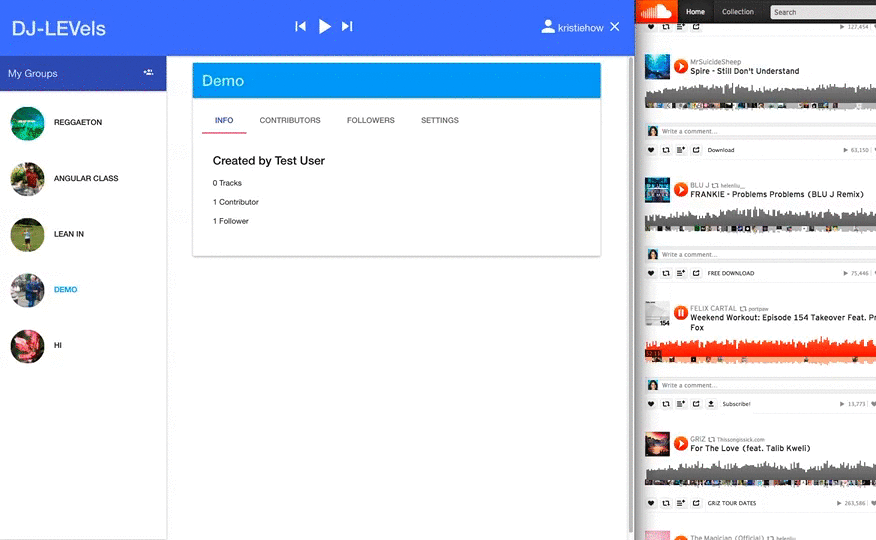 DJ-LEVels
kristiehow
My Groups
REGGAETON
ANGULAR CLASS
LEAN IN
DEMO
HI
Demo
INFO
CONTRIBUTORS
FOLLOWERS
SETTINGS
Created by Test User
0 Tracks
1 Contributor
1 Follower
Home
Collection
Search
127,454
MrSuicideSheep
Spire - Still Don't Understand
Write a comment...
Download
63,150
BLU J helenliu__
FRANKIE - Problems Problems (BLU J Remix)
Write a comment...
FREE DOWNLOAD
75,446
154
FELIX CARTAL portpaw
Weekend Workout: Episode 154 Takeover Feat. Pr
Fox
Write a comment...
Subscribe!
13,773
GRiZ Thissongissick.com
For The Love (feat. Talib Kweli)
GRiZ TOUR DATES
263,586
The Magician (Official) helenliu